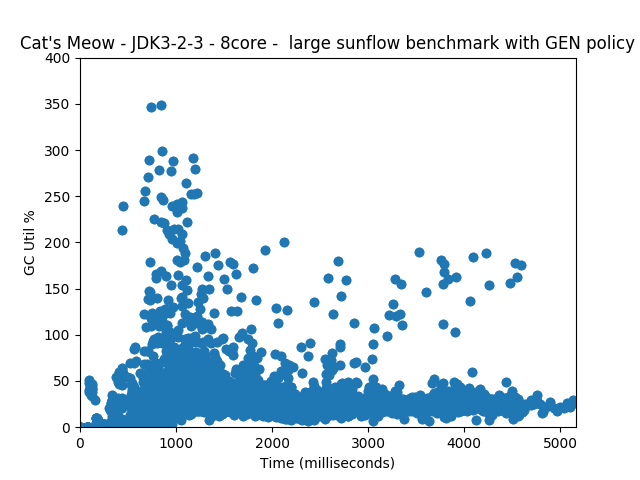 Cat's Meow - JDK3-2-3 - 8core -  large sunflow benchmark with GEN policy
400
350
300
250
200
150
100
50
0
GC Util %
0 1000 2000 3000 4000 5000
Time (milliseconds)